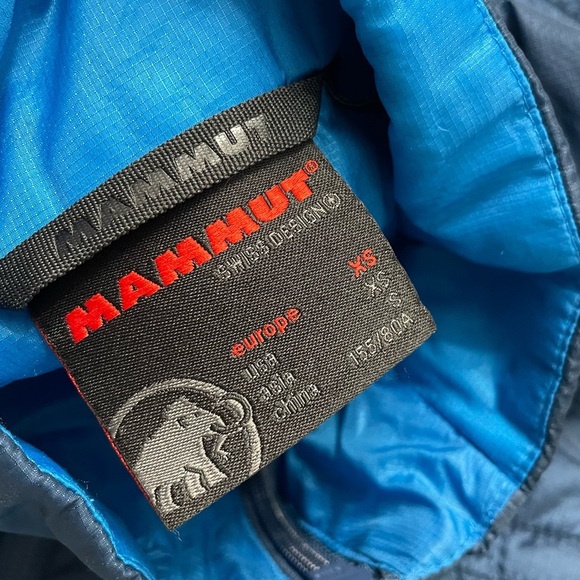 MAMMUT
MAMMUT®
SWISS DESIGN+
europe XS
usa XS
asia S
china 155/80A